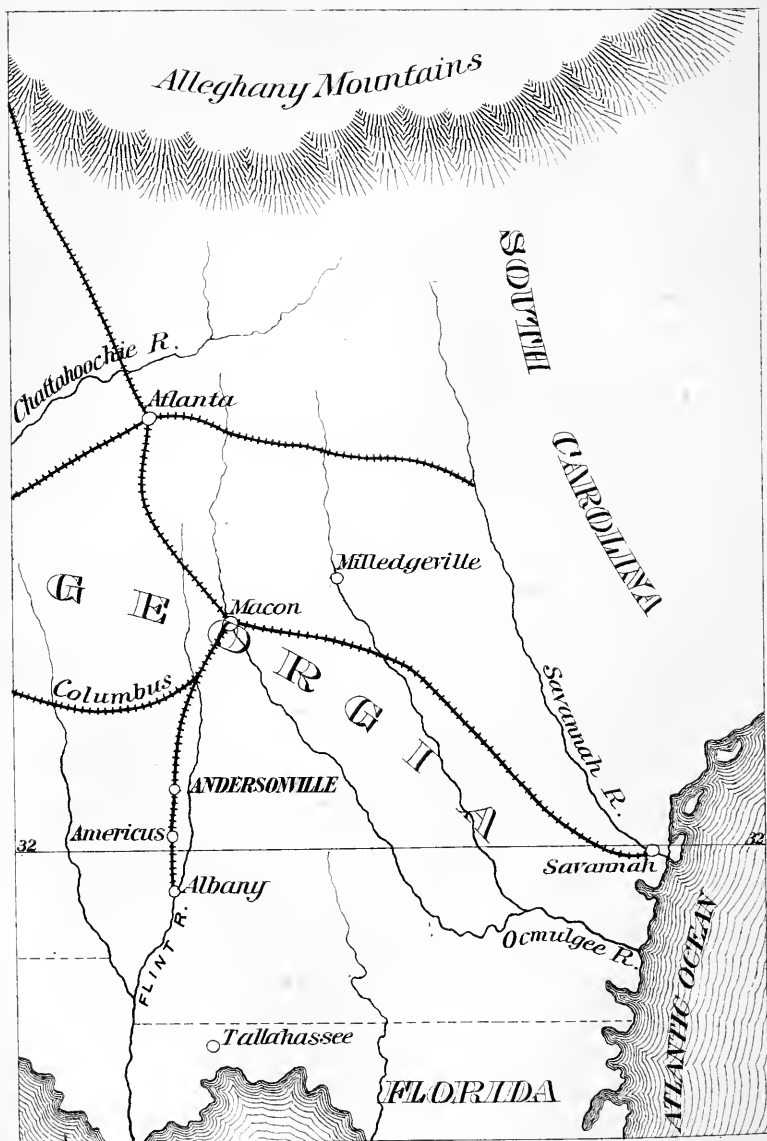 Alleghany Mountains
SOUTH
CAROLINA
Chattahoochie R.
Atlanta
Milledgeville
GEORGIA
Macon
Columbus
Savannah R.
ANDERSONVILLE
Americus
32
32
Savannah
Albany
FLINT R.
Ocmulgee R.
ATLANTIC OCEAN
Tallahassee
FLORIDA